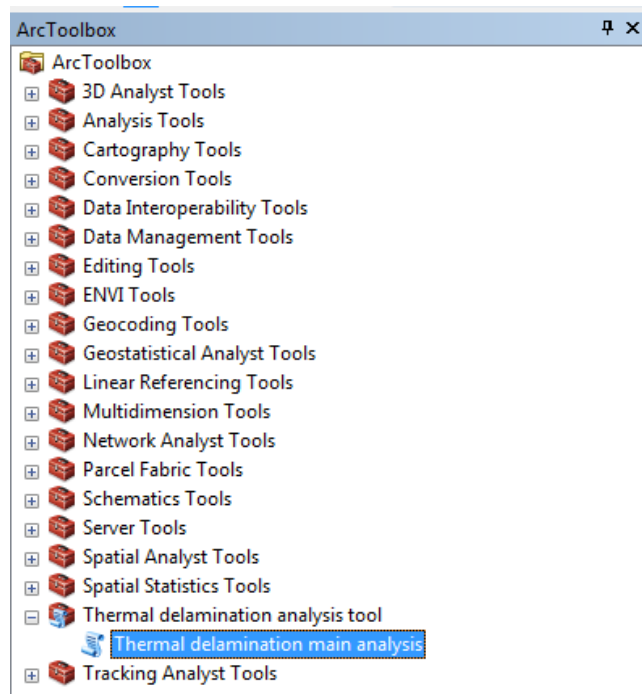 ArcToolbox
ArcToolbox
3D Analyst Tools
Analysis Tools
Cartography Tools
Conversion Tools
Data Interoperability Tools
Data Management Tools
Editing Tools
ENVI Tools
Geocoding Tools
Geostatistical Analyst Tools
Linear Referencing Tools
Multidimension Tools
Network Analyst Tools
Parcel Fabric Tools
Schematics Tools
Server Tools
Spatial Analyst Tools
Spatial Statistics Tools
Thermal delamination analysis tool
Thermal delamination main analysis
Tracking Analyst Tools